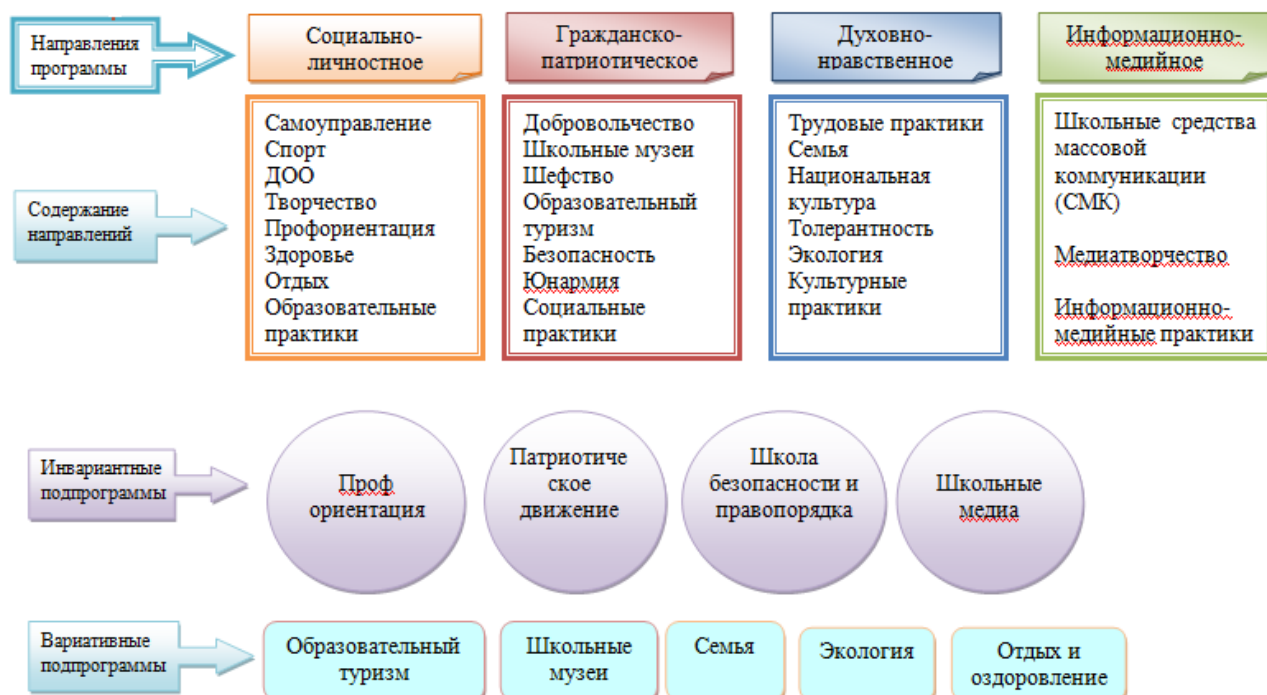 Направления
программы
Социально-
личностное
Гражданско-
патриотическое
Духовно-
нравственное
Информационно-
медийное
Содержание
направлений
Самоуправление
Спорт
ДОО
Творчество
Профориентация
Здоровье
Отдых
Образовательные
практики
Добровольчество
Школьные музеи
Шефство
Образовательный
туризм
Безопасность
Юнармия
Социальные
практики
Трудовые практики
Семья
Национальная
культура
Толерантность
Экология
Культурные
практики
Школьные средства
массовой
коммуникации
(СМК)
Медиатворчество
Информационно-
медийные практики
Инвариантные
подпрограммы
Проф
ориентация
Патриотиче
ское
движение
Школа
безопасности и
правопорядка
Школьные
медиа
Вариативные
подпрограммы
Образовательный
туризм
Школьные
музеи
Семья
Экология
Отдых и
оздоровление